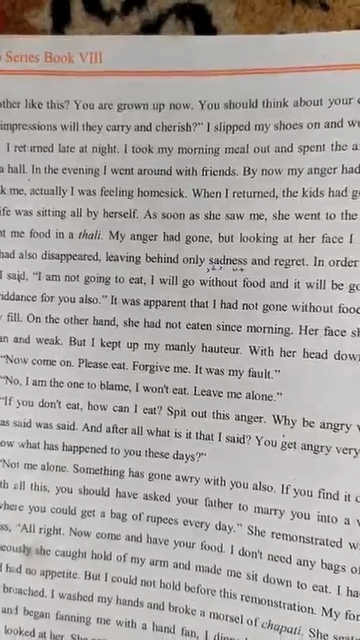 Series Book VIII
other like this? You are grown up now. You should think about your
impressions will they carry and cherish?" I slipped my shoes on and
I returned late at night. I took my morning meal out and spent the
a hall. In the evening I went around with friends. By now my anger had
k me, actually I was feeling homesick. When I returned, the kids had
ife was sitting all by herself. As soon as she saw me, she went to the
nt me food in a thali. My anger had gone, but looking at her face I
had also disappeared, leaving behind only sadness and regret. In order
I said, "I am not going to eat, I will go without food and it will be
iddance for you also." It was apparent that I had not gone without
fill. On the other hand, she had not eaten since morning. Her face
an and weak. But I kept up my manly hauteur. With her head
"Now come on. Please eat. Forgive me. It was my fault."
"No, I am the one to blame, I won't eat. Leave me alone."
"If you don't eat, how can I eat? Spit out this anger. Why be angry
as said was said. And after all what is it that I said? You get angry very
ow what has happened to you these days?"
"Not me alone. Something has gone awry with you also. If you find it
th all this, you should have asked your father to marry you into a
where you could get a bag of rupees every day." She remonstrated
ss, "All right. Now come and have your food. I don't need any bags
eously she caught hold of my arm and made me sit down to eat. I
I had no appetite. But I could not hold before this remonstration. My
breached. I washed my hands and broke a morsel of chapati. She
and began fanning me with a hand fan, I
looked at her. She